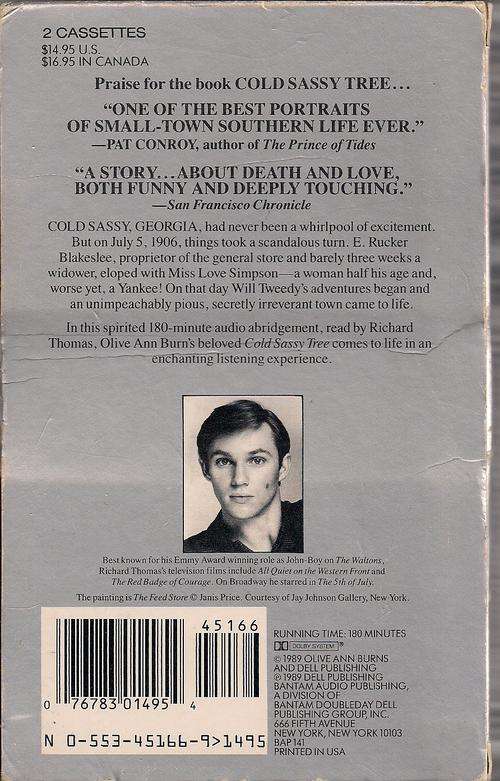 2 CASSETTES
$14.95 U.S.
$16.95 IN CANADA
Praise for the book COLD SASSY TREE...
“ONE OF THE BEST PORTRAITS
OF SMALL-TOWN SOUTHERN LIFE EVER.”
—PAT CONROY, author of The Prince of Tides
“A STORY...ABOUT DEATH AND LOVE,
BOTH FUNNY AND DEEPLY TOUCHING.”
—San Francisco Chronicle
COLD SASSY, GEORGIA, had never been a whirlpool of excitement.
But on July 5, 1906, things took a scandalous turn. E. Rucker
Blakeslee, proprietor of the general store and barely three weeks a
widower, eloped with Miss Love Simpson—a woman half his age and,
worse yet, a Yankee! On that day Will Tweedy's adventures began and
an unimpeachably pious, secretly irreverant town came to life.
In this spirited 180-minute audio abridgement, read by Richard
Thomas, Olive Ann Burn's beloved Cold Sassy Tree comes to life in an
enchanting listening experience.
Best known for his Emmy Award winning role as John-Boy on The Waltons,
Richard Thomas's television films include All Quiet on the Western Front and
The Red Badge of Courage. On Broadway he starred in The 5th of July.
The painting is The Feed Store © Janis Price. Courtesy of Jay Johnson Gallery, New York.
45166
0 76783 01495 4
N 0-553-45166-9>1495
RUNNING TIME: 180 MINUTES
DOLBY SYSTEM ®
© 1989 OLIVE ANN BURNS
AND DELL PUBLISHING
℗ 1989 DELL PUBLISHING
BANTAM AUDIO PUBLISHING,
A DIVISION OF
BANTAM DOUBLEDAY DELL
PUBLISHING GROUP, INC.
666 FIFTH AVENUE
NEW YORK, NEW YORK 10103
BAP 141
PRINTED IN USA